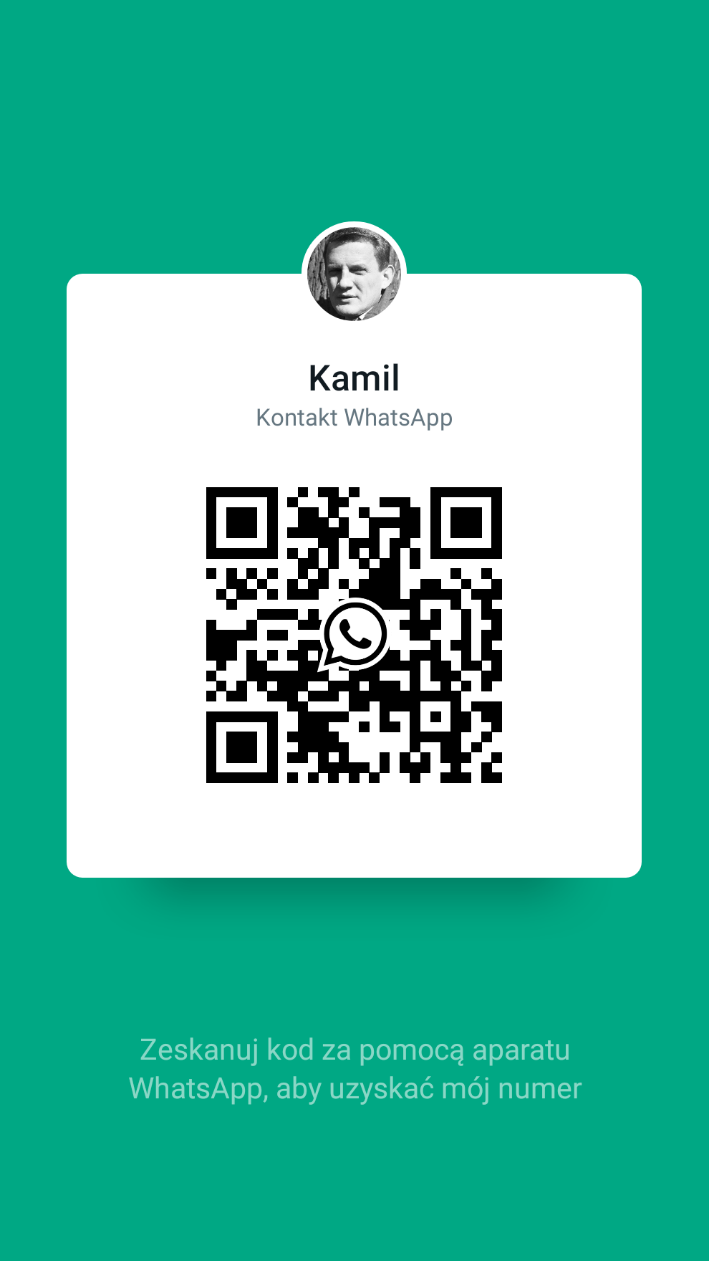 Kamil
Kontakt WhatsApp
Zeskanuj kod za pomocą aparatu
WhatsApp, aby uzyskać mój numer